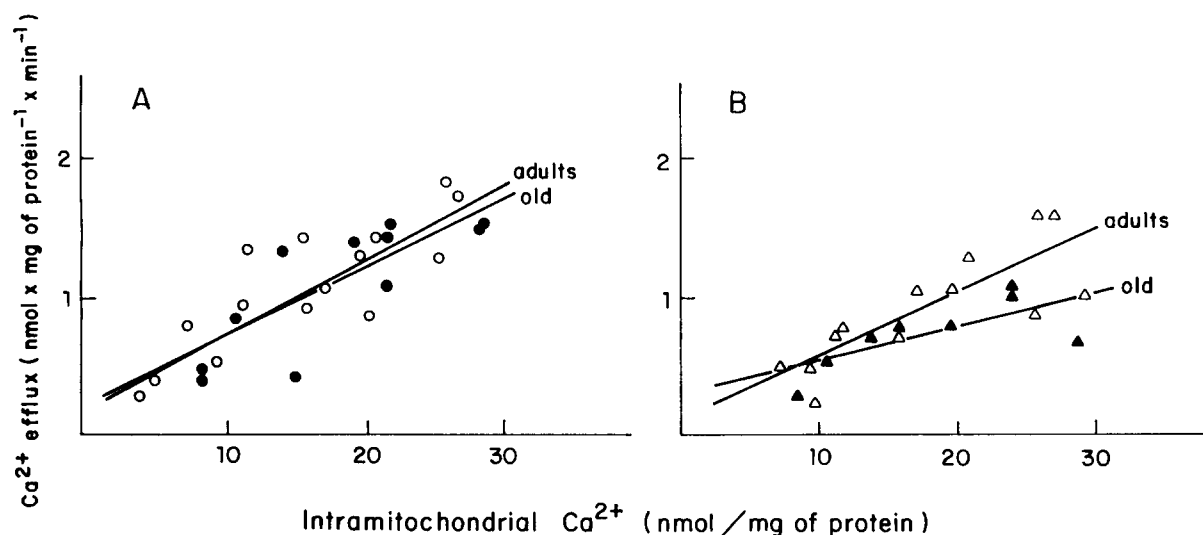 Ca²⁺ efflux ( nmol x mg of protein⁻¹ x min⁻¹ )
A
2
1
adults
old
10
20
30
B
2
1
adults
old
10
20
30
Intramitochondrial Ca²⁺ ( nmol / mg of protein )